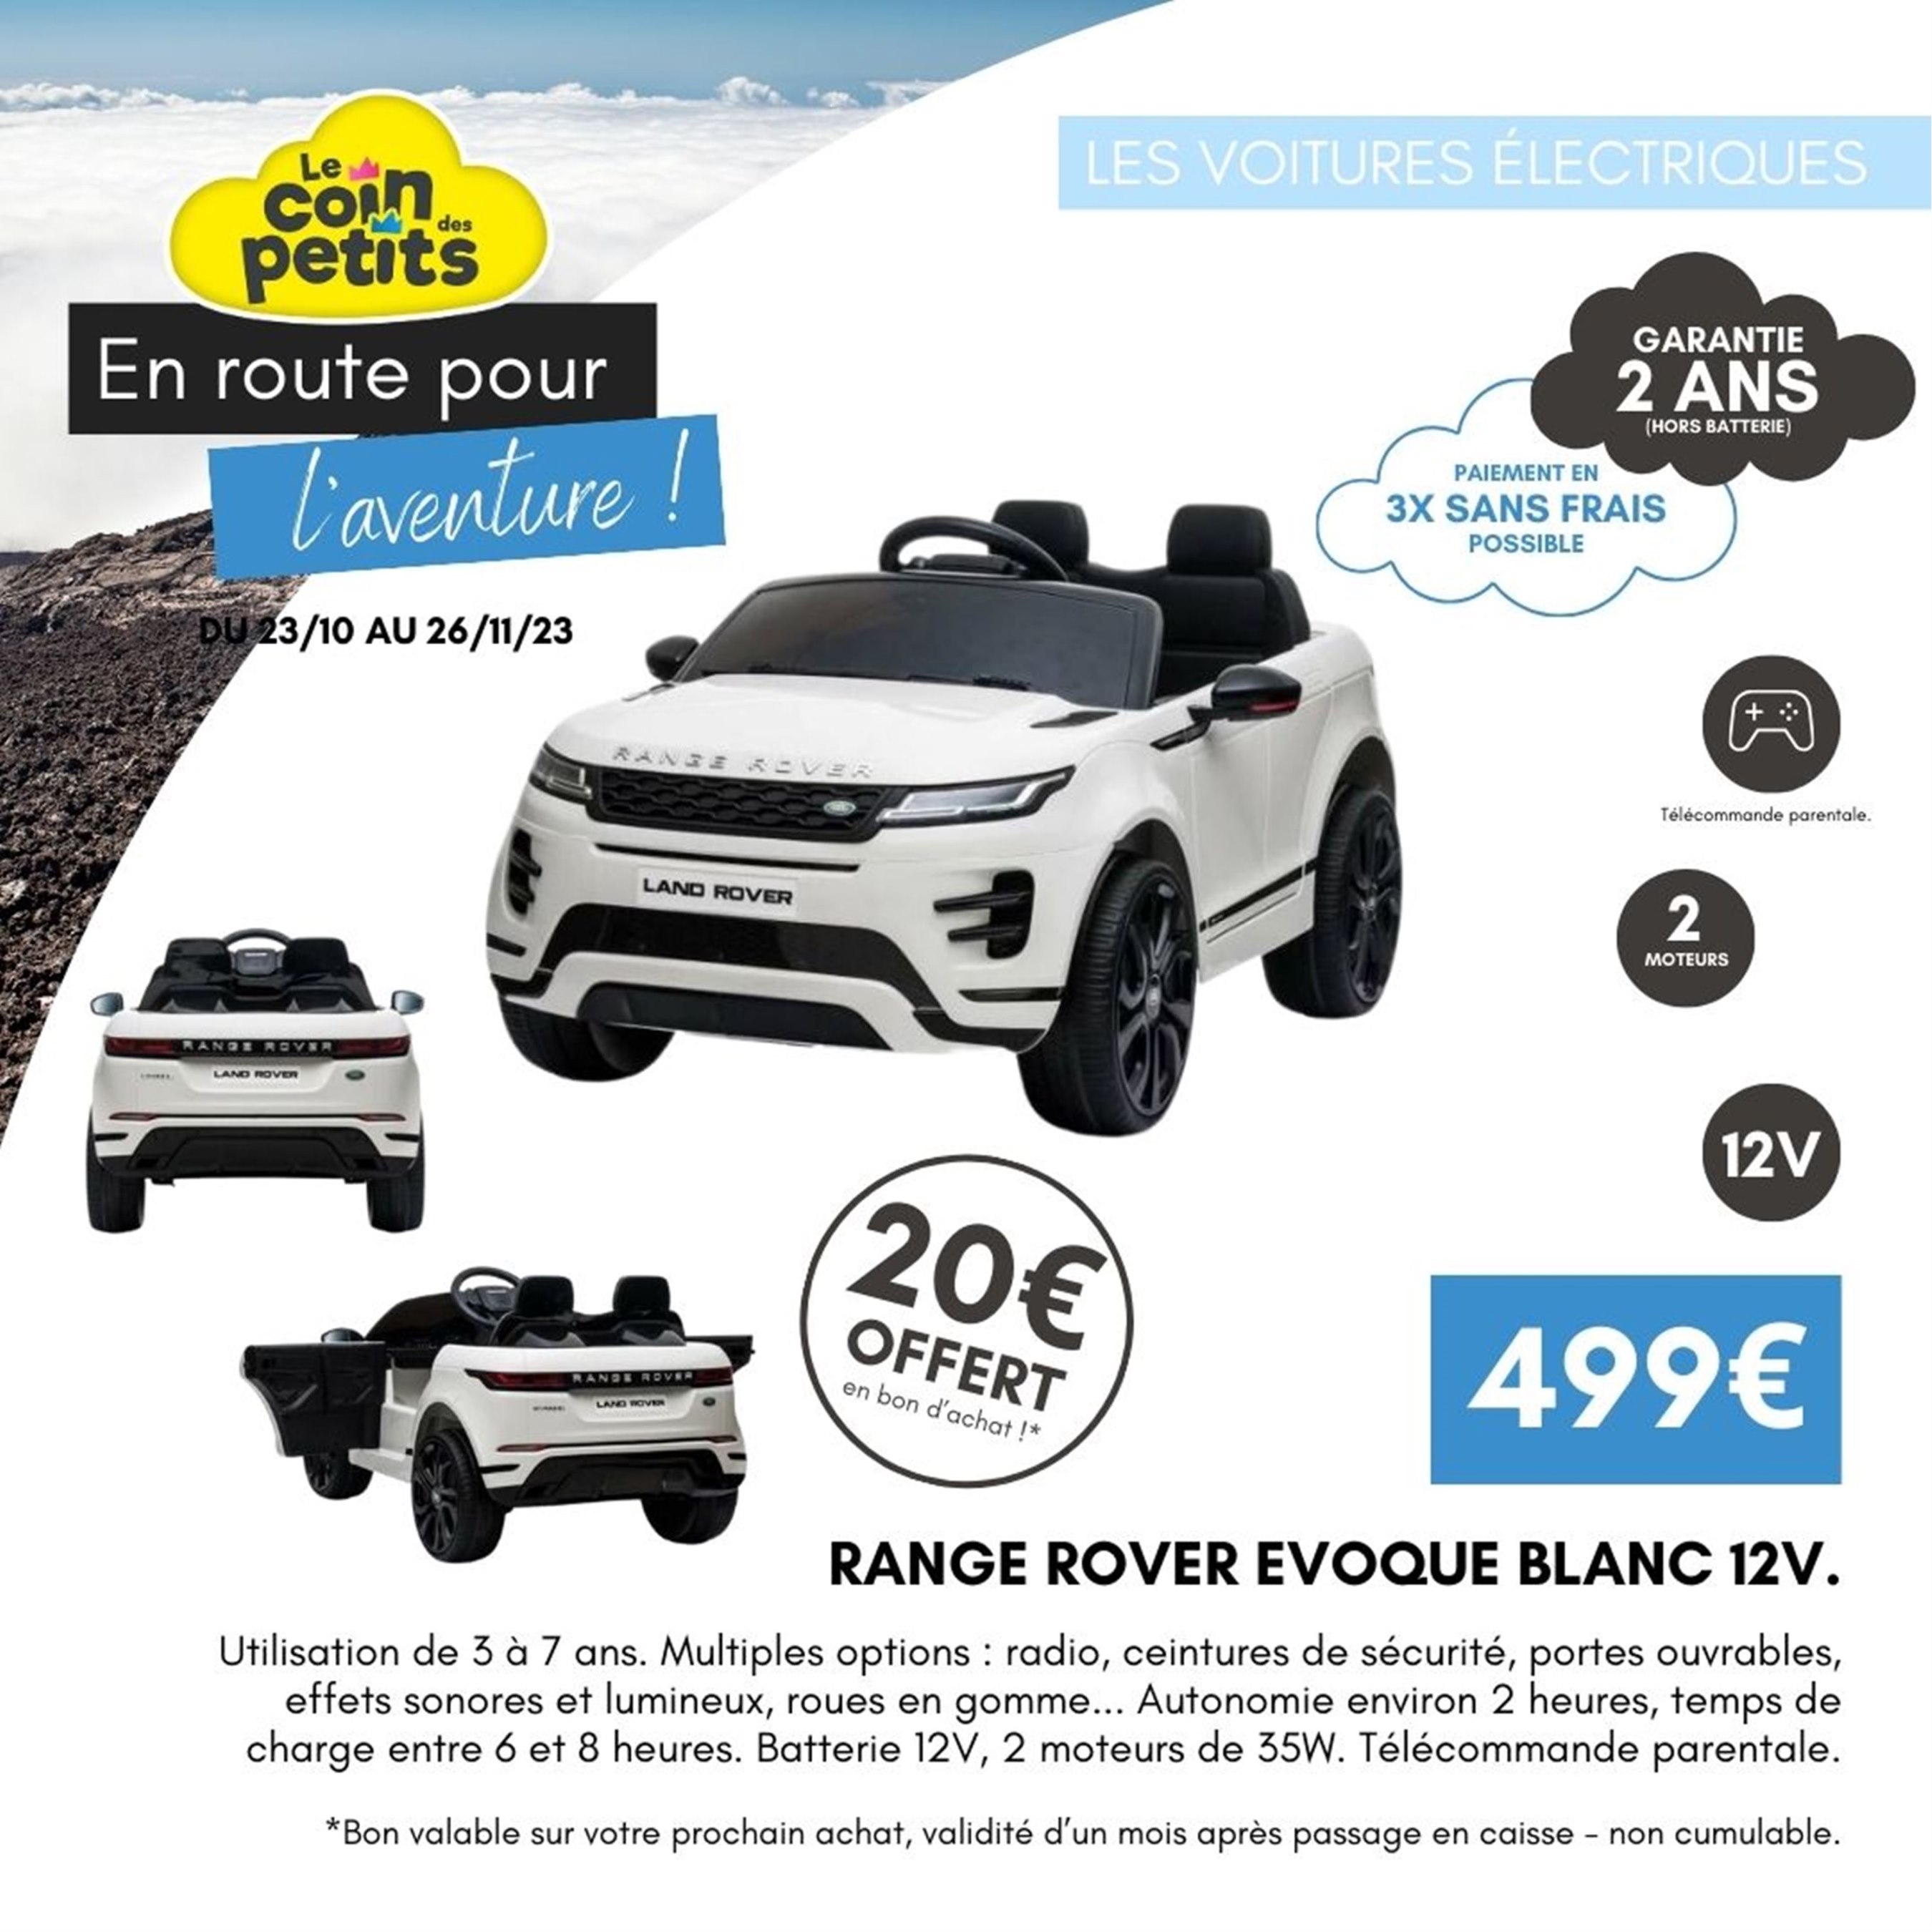 Le
coin
des
petits
En route pour
l'aventure !
DU 23/10 AU 26/11/23
LES VOITURES ÉLECTRIQUES
GARANTIE
2 ANS
(HORS BATTERIE)
PAIEMENT EN
3X SANS FRAIS
POSSIBLE
RANGE ROVER
LAND ROVER
Télécommande parentale.
2
MOTEURS
12V
RANGE ROVER
LAND ROVER
RANGE ROVER
LAND ROVER
20€
OFFERT
en bon d'achat !*
499€
RANGE ROVER EVOQUE BLANC 12V.
Utilisation de 3 à 7 ans. Multiples options : radio, ceintures de sécurité, portes ouvrables,
effets sonores et lumineux, roues en gomme... Autonomie environ 2 heures, temps de
charge entre 6 et 8 heures. Batterie 12V, 2 moteurs de 35W. Télécommande parentale.
*Bon valable sur votre prochain achat, validité d'un mois après passage en caisse - non cumulable.